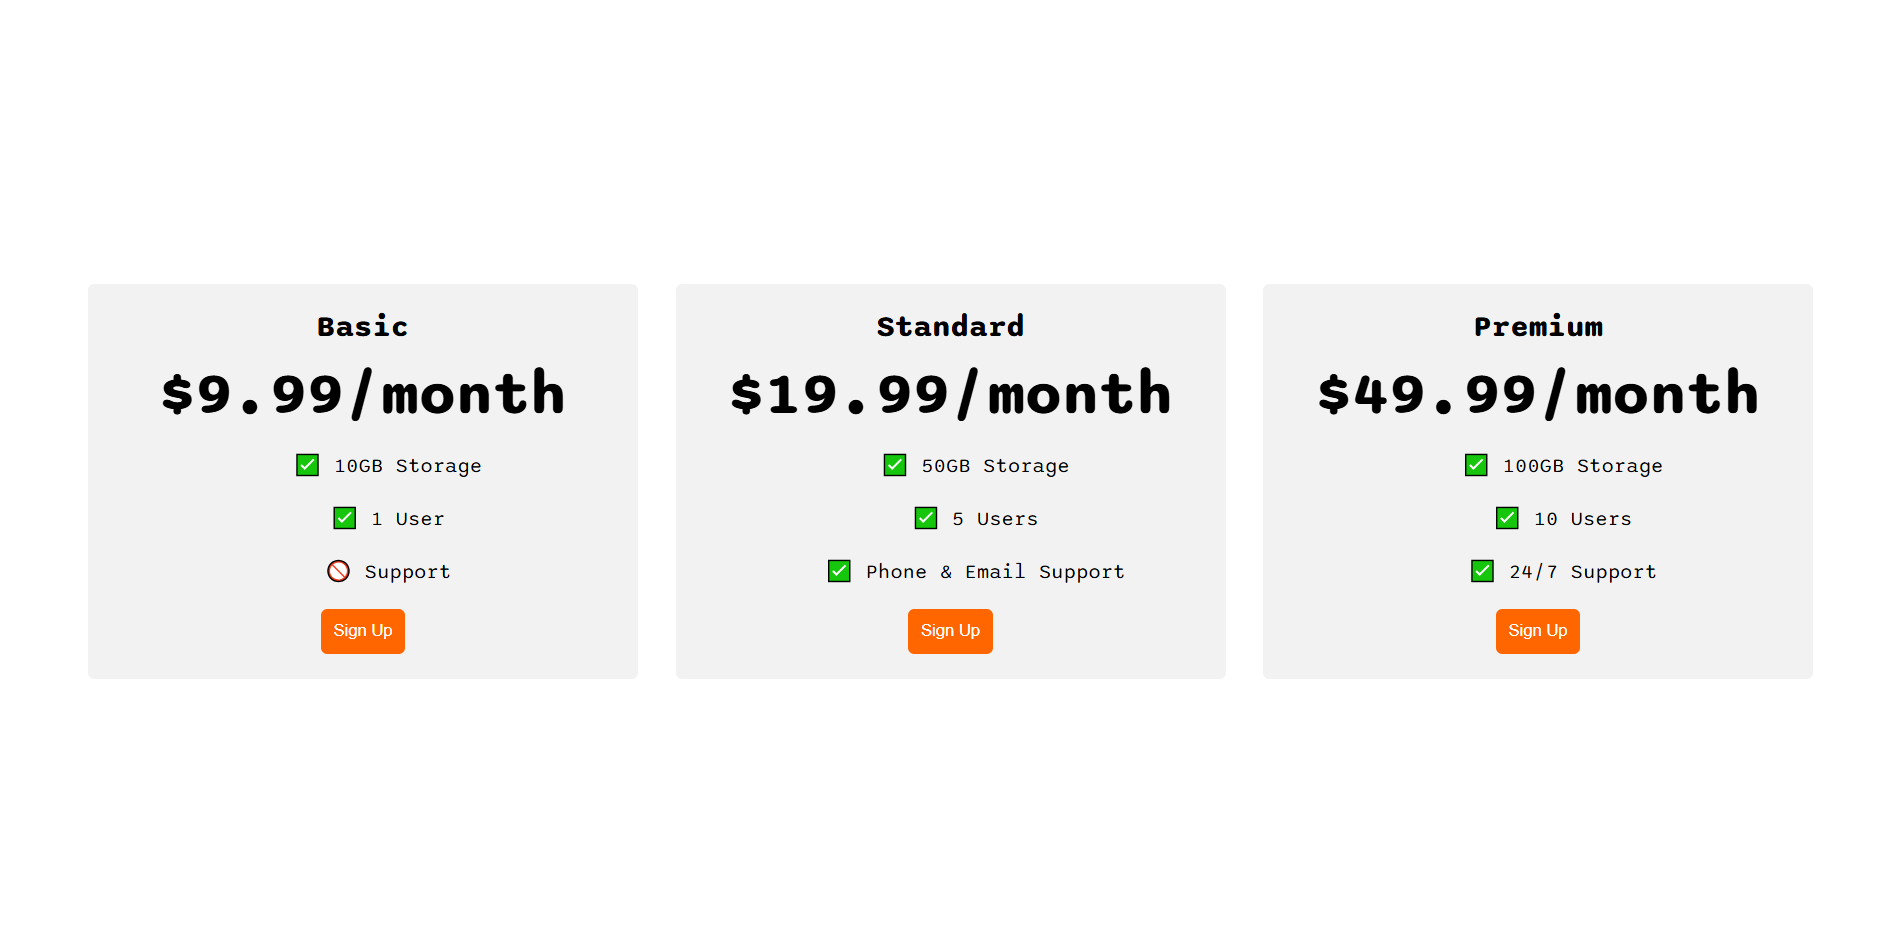 Basic
$9.99/month
✅ 10GB Storage
✅ 1 User
🚫 Support
Sign Up
Standard
$19.99/month
✅ 50GB Storage
✅ 5 Users
✅ Phone & Email Support
Sign Up
Premium
$49.99/month
✅ 100GB Storage
✅ 10 Users
✅ 24/7 Support
Sign Up